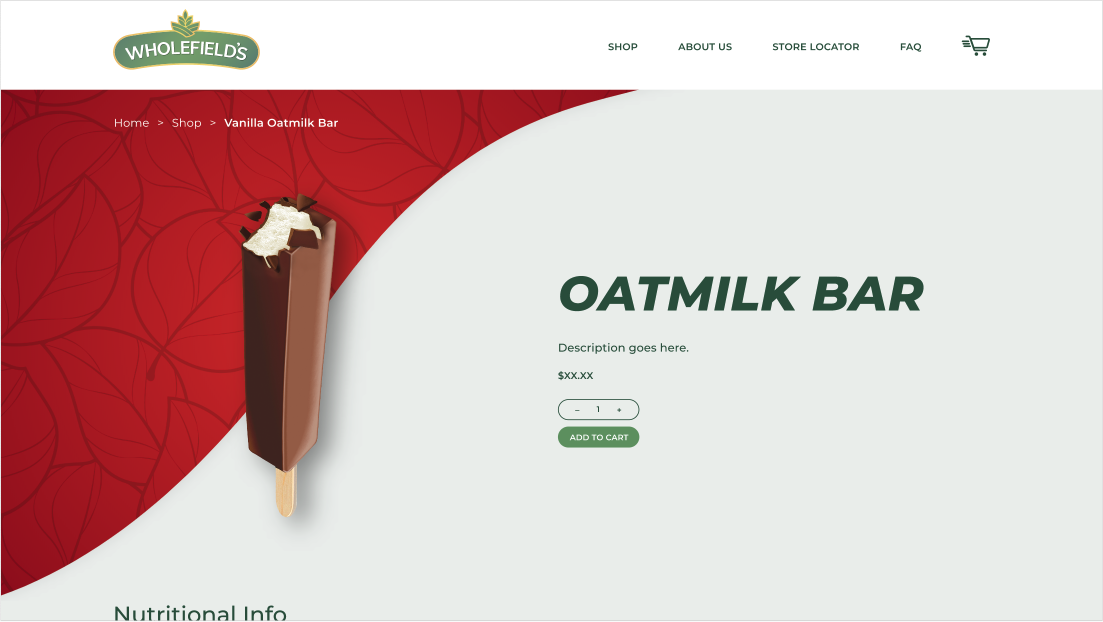 WHOLEFIELD'S
SHOP ABOUT US STORE LOCATOR FAQ
Home > Shop > Vanilla Oatmilk Bar
OATMILK BAR
Description goes here.
$XX.XX
– 1 +
ADD TO CART
Nutritional Info